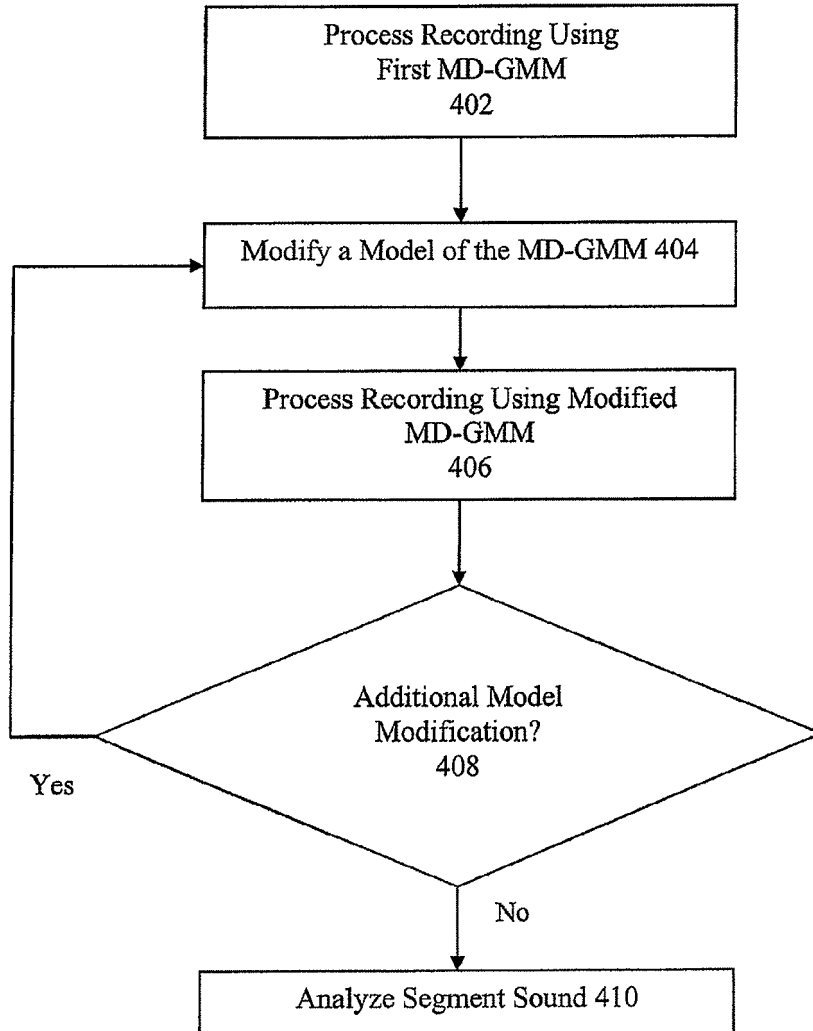 Process Recording Using
First MD-GMM
402
Modify a Model of the MD-GMM 404
Process Recording Using Modified
MD-GMM
406
Additional Model
Modification?
408
Yes
No
Analyze Segment Sound 410